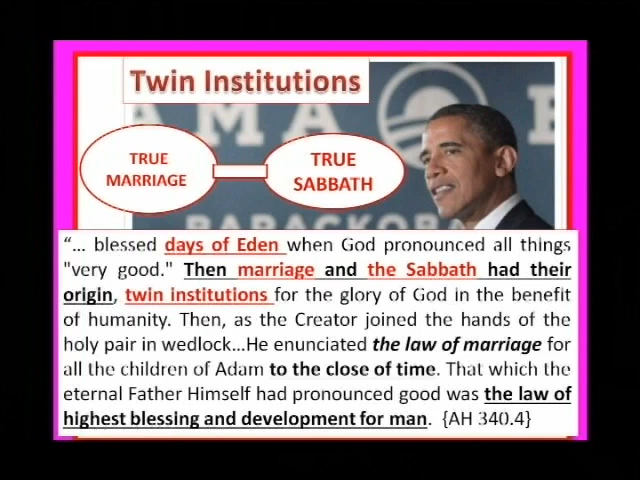 Twin Institutions
AMA
B
TRUE
MARRIAGE
TRUE
SABBATH
BARACKOBA
“... blessed days of Eden when God pronounced all things
"very good." Then marriage and the Sabbath had their
origin, twin institutions for the glory of God in the benefit
of humanity. Then, as the Creator joined the hands of the
holy pair in wedlock...He enunciated the law of marriage for
all the children of Adam to the close of time. That which the
eternal Father Himself had pronounced good was the law of
highest blessing and development for man. {AH 340.4}